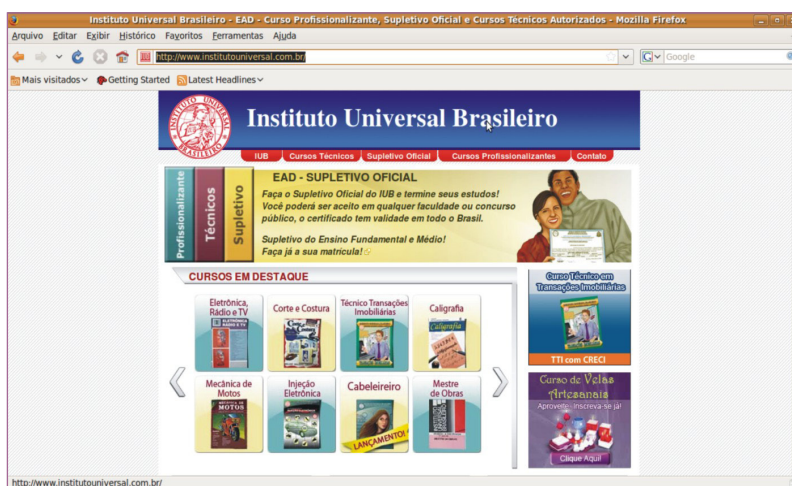 Instituto Universal Brasileiro - EAD - Curso Profissionalizante, Supletivo Oficial e Cursos Técnicos Autorizados - Mozilla Firefox
Arquivo Editar Exibir Histórico Favoritos Ferramentas Ajuda
http://www.institutouniversal.com.br/
Google
Mais visitados
Getting Started
Latest Headlines
INSTITUTO UNIVERSAL BRASILEIRO
Instituto Universal Brasileiro
IUB Cursos Técnicos Supletivo Oficial Cursos Profissionalizantes Contato
Profissionalizante
Técnicos
Supletivo
EAD - SUPLETIVO OFICIAL
Faça o Supletivo Oficial do IUB e termine seus estudos!
Você poderá ser aceito em qualquer faculdade ou concurso
público, o certificado tem validade em todo o Brasil.
Supletivo do Ensino Fundamental e Médio!
Faça já a sua matrícula!
CURSOS EM DESTAQUE
Eletrônica,
Rádio e TV
Corte e Costura
Técnico Transações
Imobiliárias
Caligrafia
Caligrafia
Mecânica de
Motos
MOTOS
Injeção
Eletrônica
Cabeleireiro
LANÇAMENTO!
Mestre
de Obras
Curso Técnico em
Transações Imobiliárias
TTI com CRECI
Curso de Velas
Artesanais
Aproveite! Inscreva-se já!
Clique Aqui!
http://www.institutouniversal.com.br/